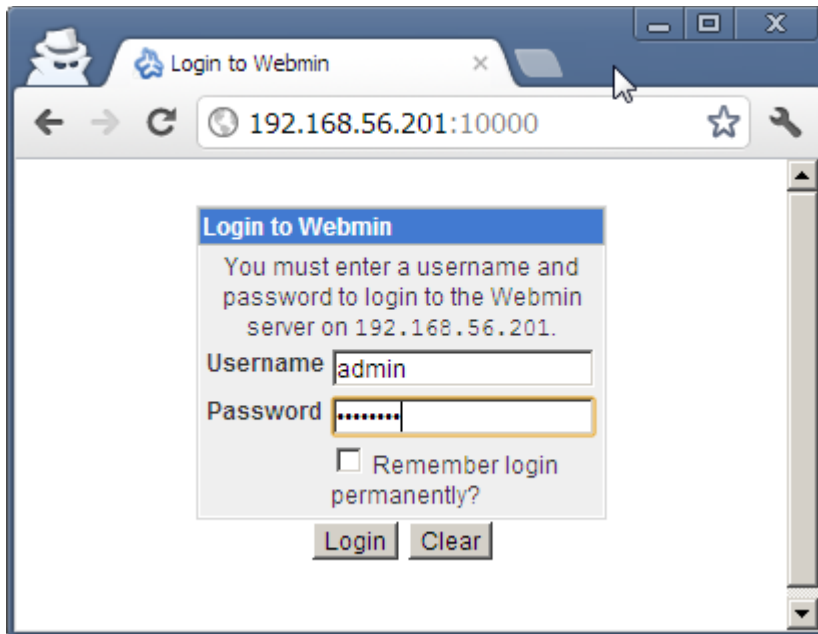 Login to Webmin
192.168.56.201:10000
Login to Webmin
You must enter a username and
password to login to the Webmin
server on 192.168.56.201.
Username admin
Password ••••••••
Remember login
permanently?
Login Clear